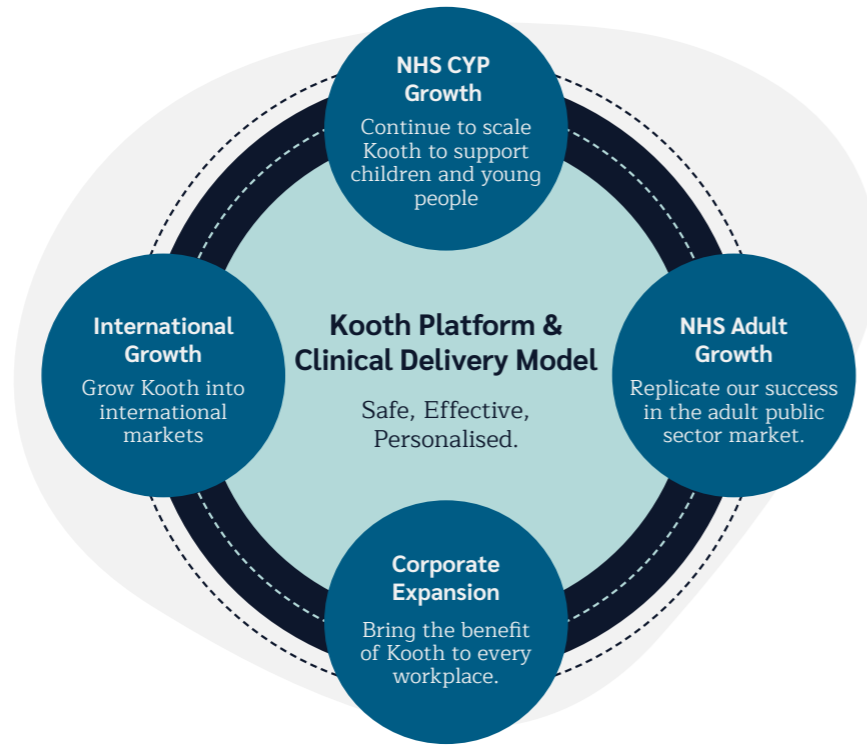 NHS CYP
Growth
Continue to scale
Kooth to support
children and young
people
International
Growth
Grow Kooth into
international
markets
Kooth Platform &
Clinical Delivery Model
Safe, Effective,
Personalised.
NHS Adult
Growth
Replicate our success
in the adult public
sector market.
Corporate
Expansion
Bring the benefit
of Kooth to every
workplace.